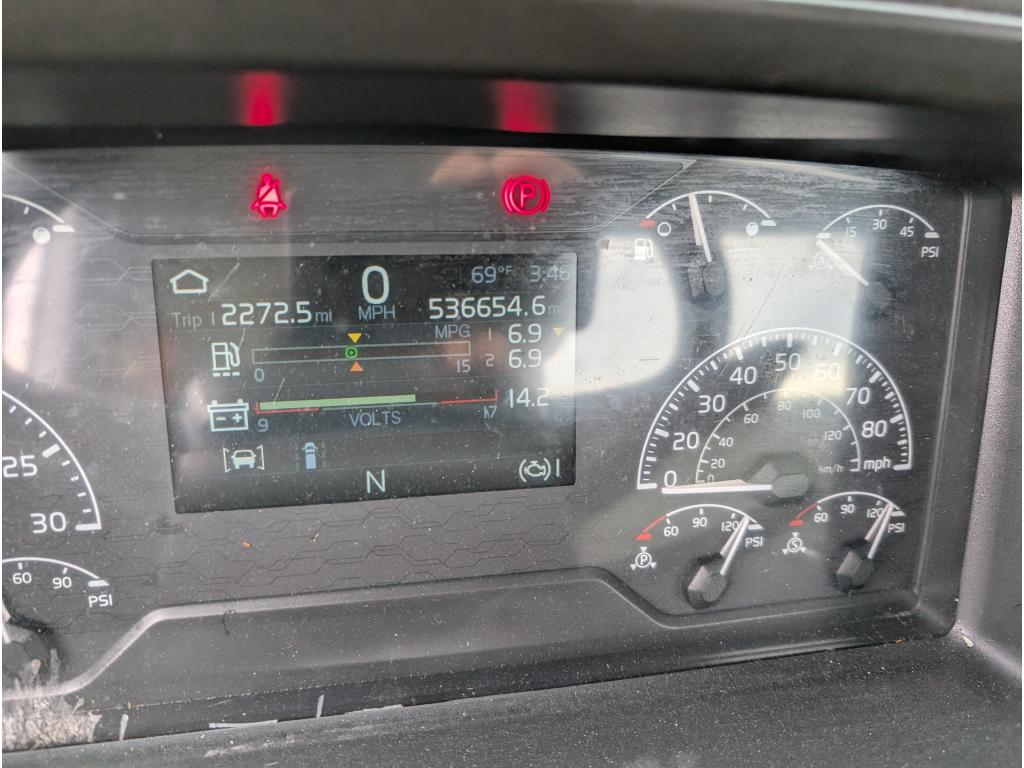 P
0
69°F 3:46
Trip 1 2272.5 mi
MPH
536654.6 mi
MPG 1 6.9
0 15 2 6.9
14.2
9 VOLTS 17
N
25
30
60 90
PSI
15 30 45
PSI
0 20 30 40 50 60 70 80
mph
0 20 40 60 80 100 120
km/h
60 90 120
PSI
P
60 90 120
PSI
S